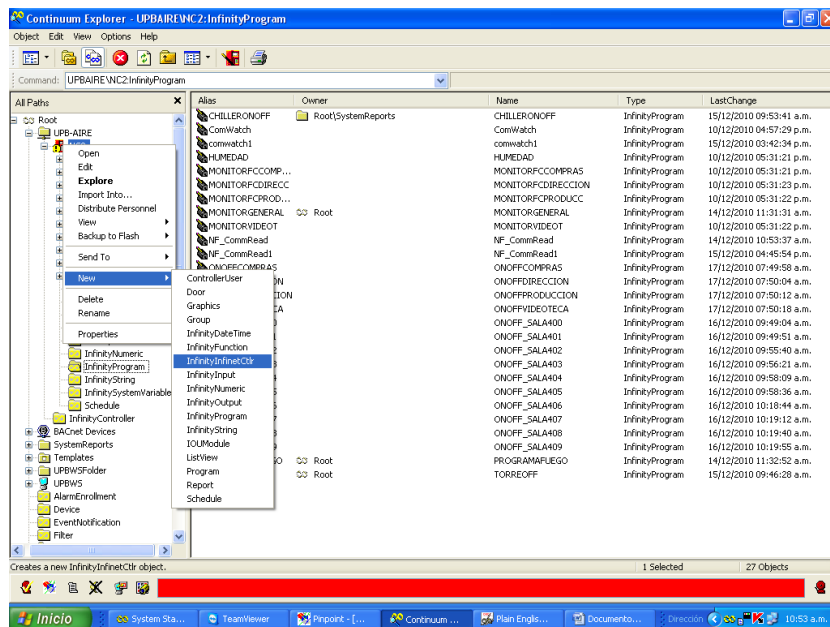 Continuum Explorer - UPBAIRE\NC2:InfinityProgram
Object Edit View Options Help
Command: UPBAIRE\NC2:InfinityProgram
All Paths
Root
UPB-AIRE
InfinityNumeric
InfinityProgram
InfinityString
InfinitySystemVariable
Schedule
InfinityController
BACnet Devices
SystemReports
Templates
UPBWSFolder
UPBWS
AlarmEnrollment
Device
EventNotification
Filter
Open
Edit
Explore
Import Into...
Distribute Personnel
View
Backup to Flash
Send To
New
Delete
Rename
Properties
ControllerUser
Door
Graphics
Group
InfinityDateTime
InfinityFunction
InfinityInfinetCtlr
InfinityInput
InfinityNumeric
InfinityOutput
InfinityProgram
InfinityString
IOUModule
ListView
Program
Report
Schedule
Alias Owner Name Type LastChange
CHILLERONOFF Root\SystemReports CHILLERONOFF InfinityProgram 15/12/2010 09:53:41 a.m.
ComWatch ComWatch InfinityProgram 10/12/2010 04:57:29 p.m.
comwatch1 comwatch1 InfinityProgram 15/12/2010 03:42:34 p.m.
HUMEDAD HUMEDAD InfinityProgram 10/12/2010 05:31:21 p.m.
MONITORFCCOMP... MONITORFCCOMPRAS InfinityProgram 10/12/2010 05:31:21 p.m.
MONITORFCDIRECC MONITORFCDIRECCION InfinityProgram 10/12/2010 05:31:23 p.m.
MONITORFCPROD... MONITORFCPRODUCC InfinityProgram 10/12/2010 05:31:22 p.m.
MONITORGENERAL Root MONITORGENERAL InfinityProgram 14/12/2010 11:31:31 a.m.
MONITORVIDEOT MONITORVIDEOT InfinityProgram 10/12/2010 05:31:22 p.m.
NF_CommRead NF_CommRead InfinityProgram 14/12/2010 10:53:37 a.m.
NF_CommRead1 NF_CommRead1 InfinityProgram 15/12/2010 04:45:54 p.m.
ONOFFCOMPRAS ONOFFCOMPRAS InfinityProgram 17/12/2010 07:49:58 a.m.
ON ONOFFDIRECCION InfinityProgram 17/12/2010 07:50:04 a.m.
ION ONOFFPRODUCCION InfinityProgram 17/12/2010 07:50:12 a.m.
CA ONOFFVIDEOTECA InfinityProgram 17/12/2010 07:50:18 a.m.
0 ONOFF_SALA400 InfinityProgram 16/12/2010 09:49:04 a.m.
1 ONOFF_SALA401 InfinityProgram 16/12/2010 09:49:51 a.m.
2 ONOFF_SALA402 InfinityProgram 16/12/2010 09:55:40 a.m.
3 ONOFF_SALA403 InfinityProgram 16/12/2010 09:56:21 a.m.
4 ONOFF_SALA404 InfinityProgram 16/12/2010 09:58:09 a.m.
5 ONOFF_SALA405 InfinityProgram 16/12/2010 09:58:36 a.m.
6 ONOFF_SALA406 InfinityProgram 16/12/2010 10:18:44 a.m.
7 ONOFF_SALA407 InfinityProgram 16/12/2010 10:19:12 a.m.
8 ONOFF_SALA408 InfinityProgram 16/12/2010 10:19:40 a.m.
9 ONOFF_SALA409 InfinityProgram 16/12/2010 10:19:55 a.m.
GO Root PROGRAMAFUEGO InfinityProgram 14/12/2010 11:32:52 a.m.
Root TORREOFF InfinityProgram 15/12/2010 09:46:28 a.m.
Creates a new InfinityInfinetCtlr object. 1 Selected 27 Objects
Inicio System Sta... TeamViewer Pinpoint - [... Continuum ... Plain Englis... Documento... Dirección 10:53 a.m.